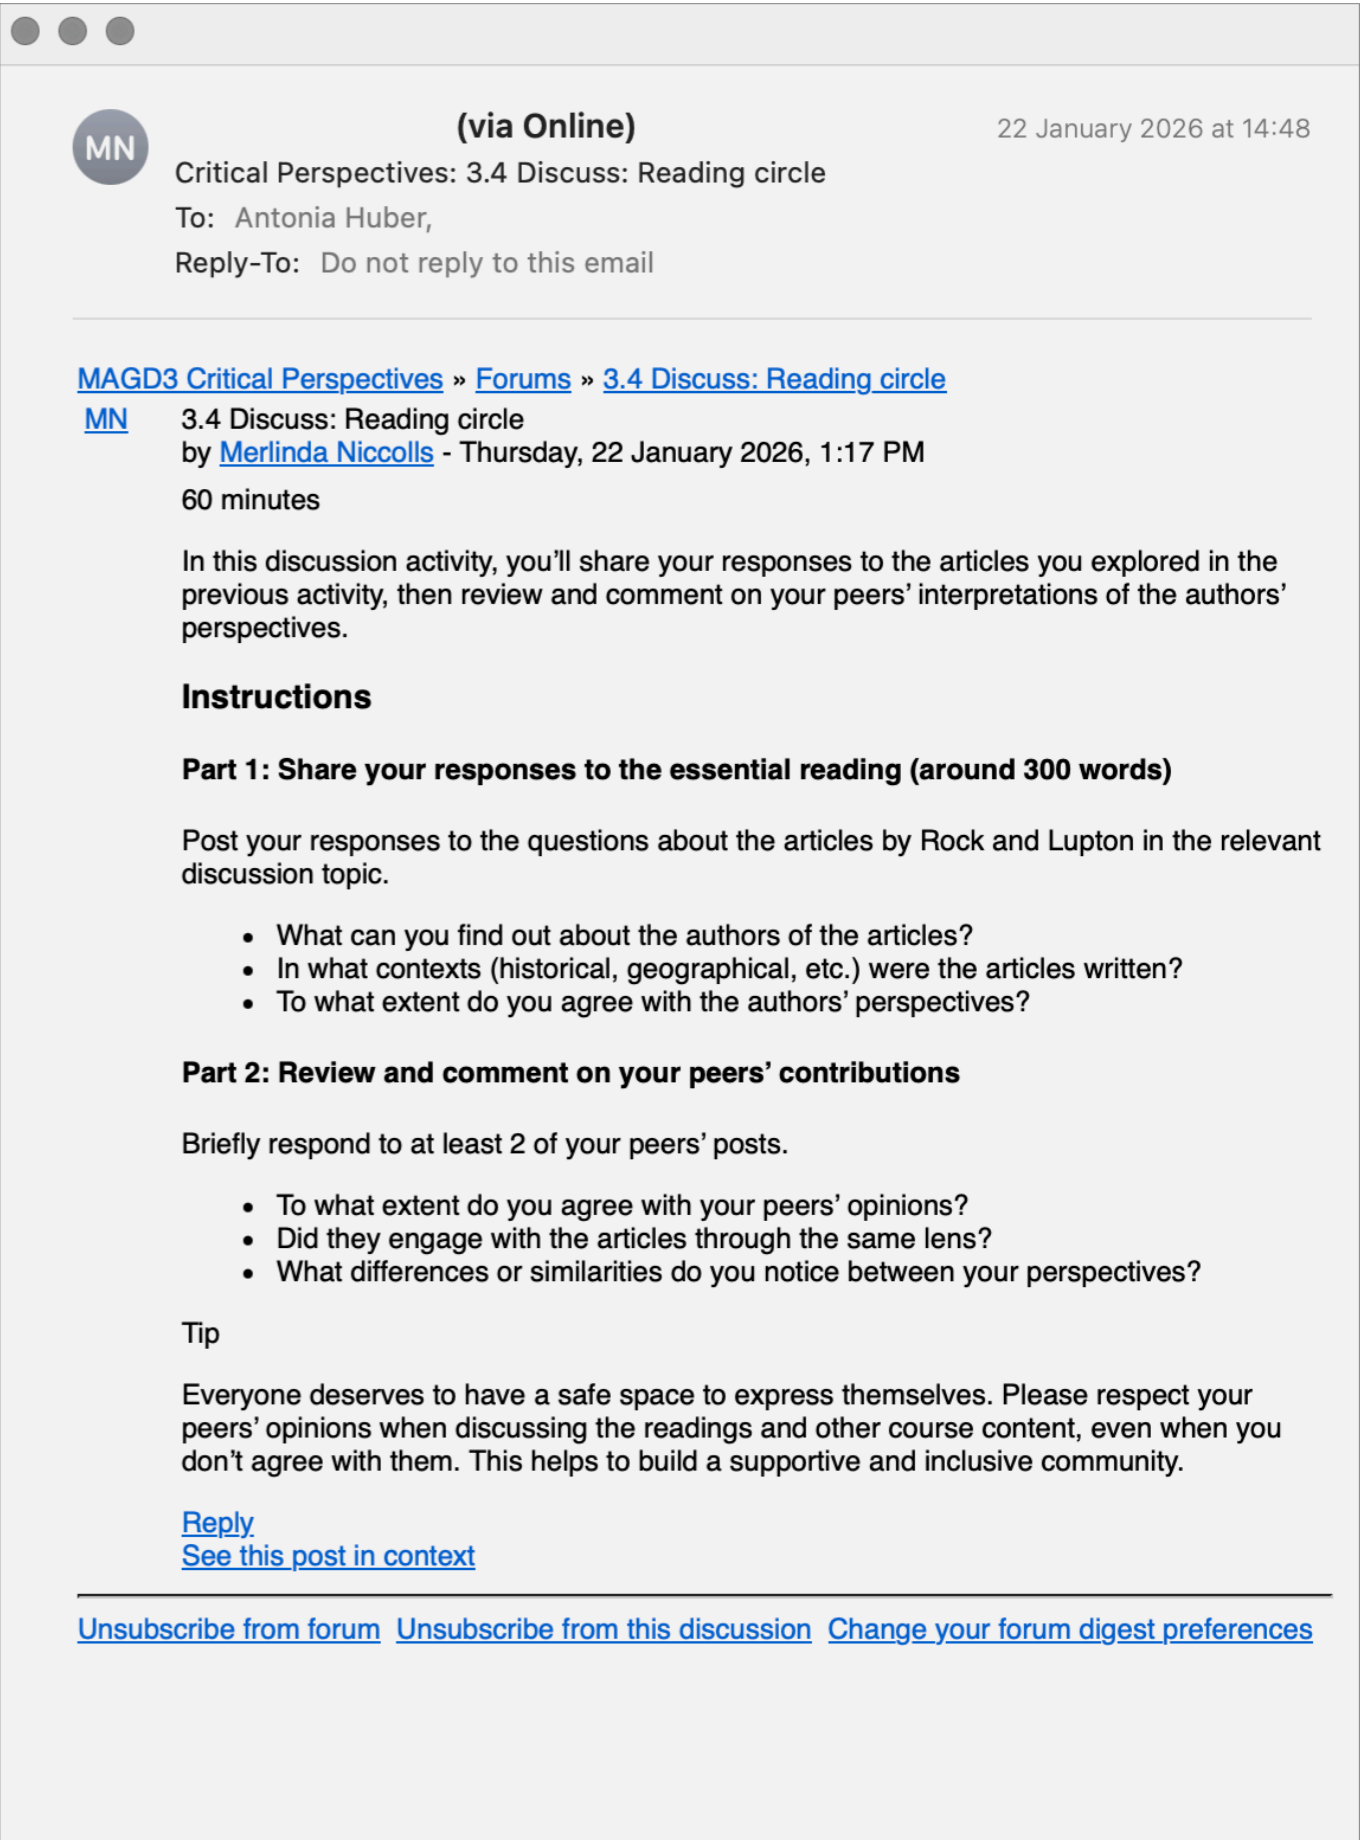 MN
(via Online)
22 January 2026 at 14:48
Critical Perspectives: 3.4 Discuss: Reading circle
To: Antonia Huber,
Reply-To: Do not reply to this email
MAGD3 Critical Perspectives » Forums » 3.4 Discuss: Reading circle
MN 3.4 Discuss: Reading circle
by Merlinda Niccolls - Thursday, 22 January 2026, 1:17 PM
60 minutes
In this discussion activity, you’ll share your responses to the articles you explored in the
previous activity, then review and comment on your peers’ interpretations of the authors’
perspectives.
Instructions
Part 1: Share your responses to the essential reading (around 300 words)
Post your responses to the questions about the articles by Rock and Lupton in the relevant
discussion topic.
• What can you find out about the authors of the articles?
• In what contexts (historical, geographical, etc.) were the articles written?
• To what extent do you agree with the authors’ perspectives?
Part 2: Review and comment on your peers’ contributions
Briefly respond to at least 2 of your peers’ posts.
• To what extent do you agree with your peers’ opinions?
• Did they engage with the articles through the same lens?
• What differences or similarities do you notice between your perspectives?
Tip
Everyone deserves to have a safe space to express themselves. Please respect your
peers’ opinions when discussing the readings and other course content, even when you
don’t agree with them. This helps to build a supportive and inclusive community.
Reply
See this post in context
Unsubscribe from forum Unsubscribe from this discussion Change your forum digest preferences